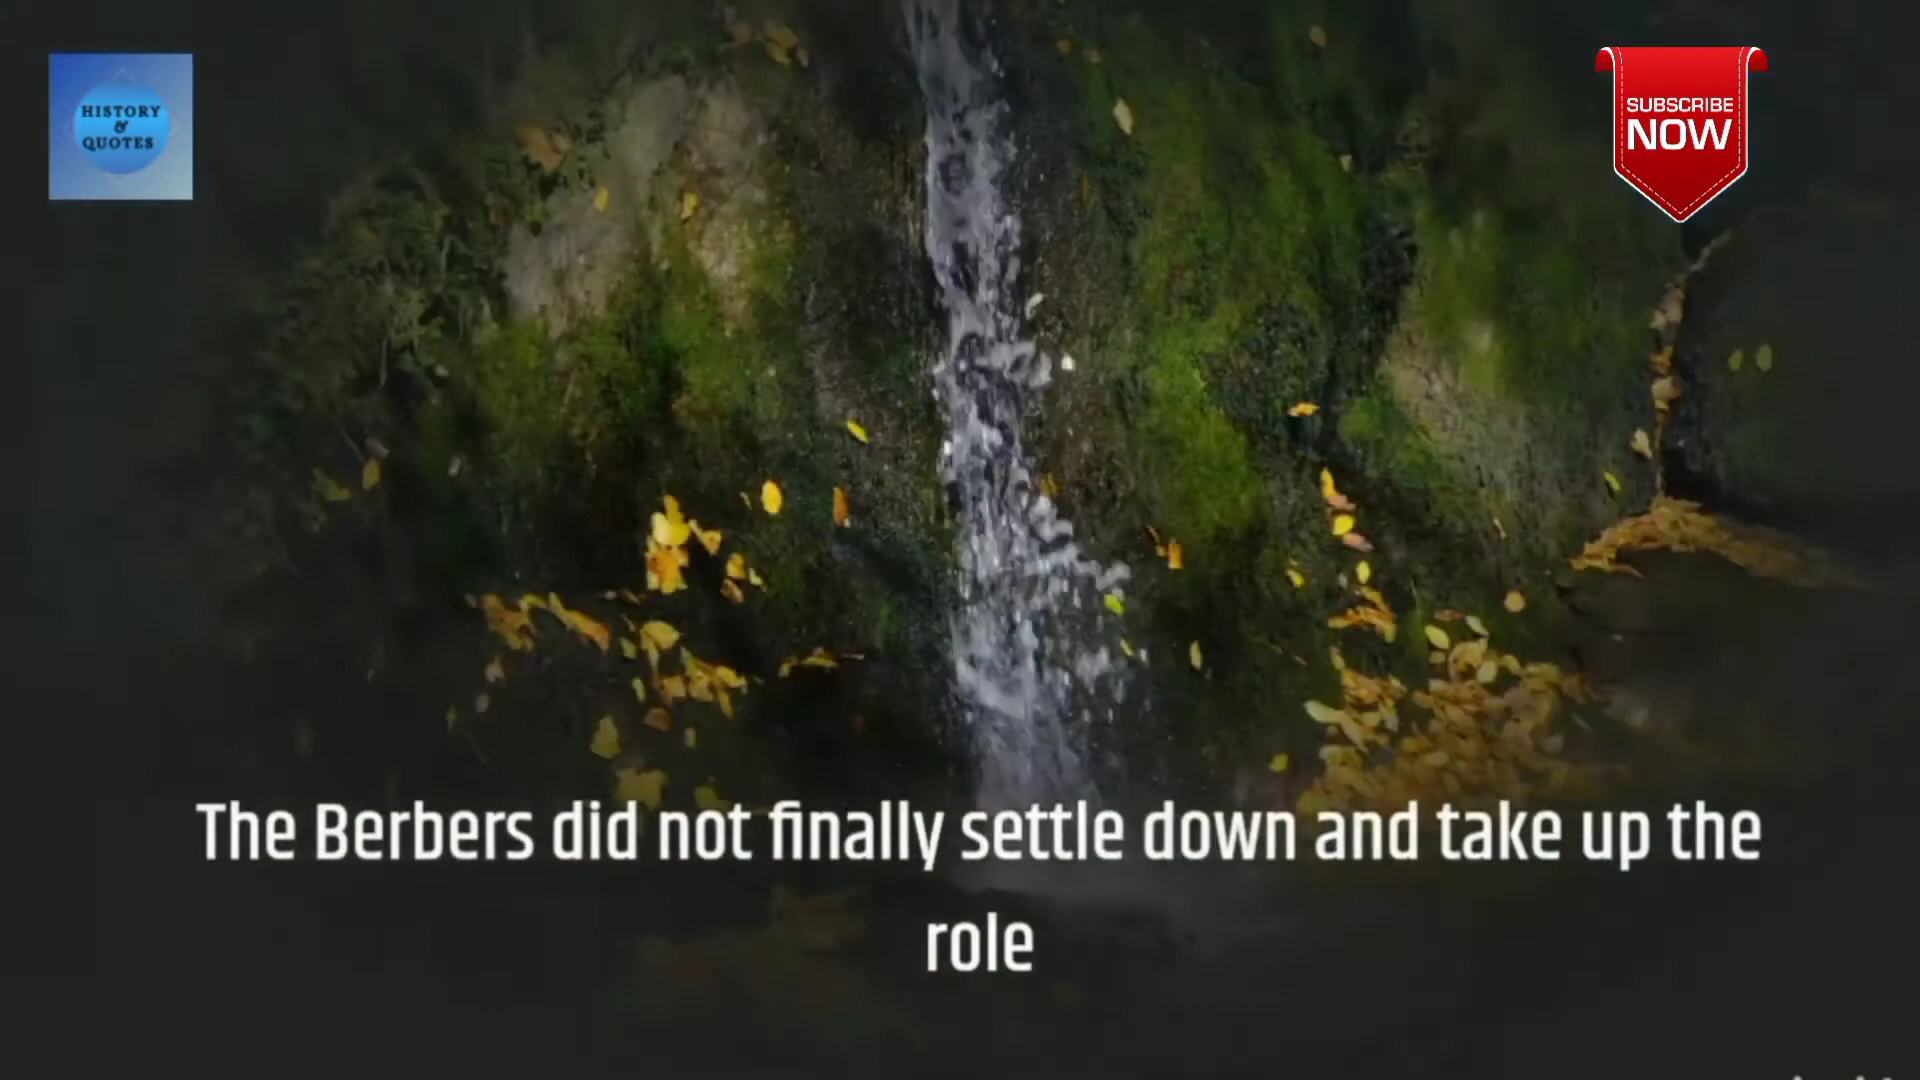 HISTORY
&
QUOTES
SUBSCRIBE
NOW
The Berbers did not finally settle down and take up the
role